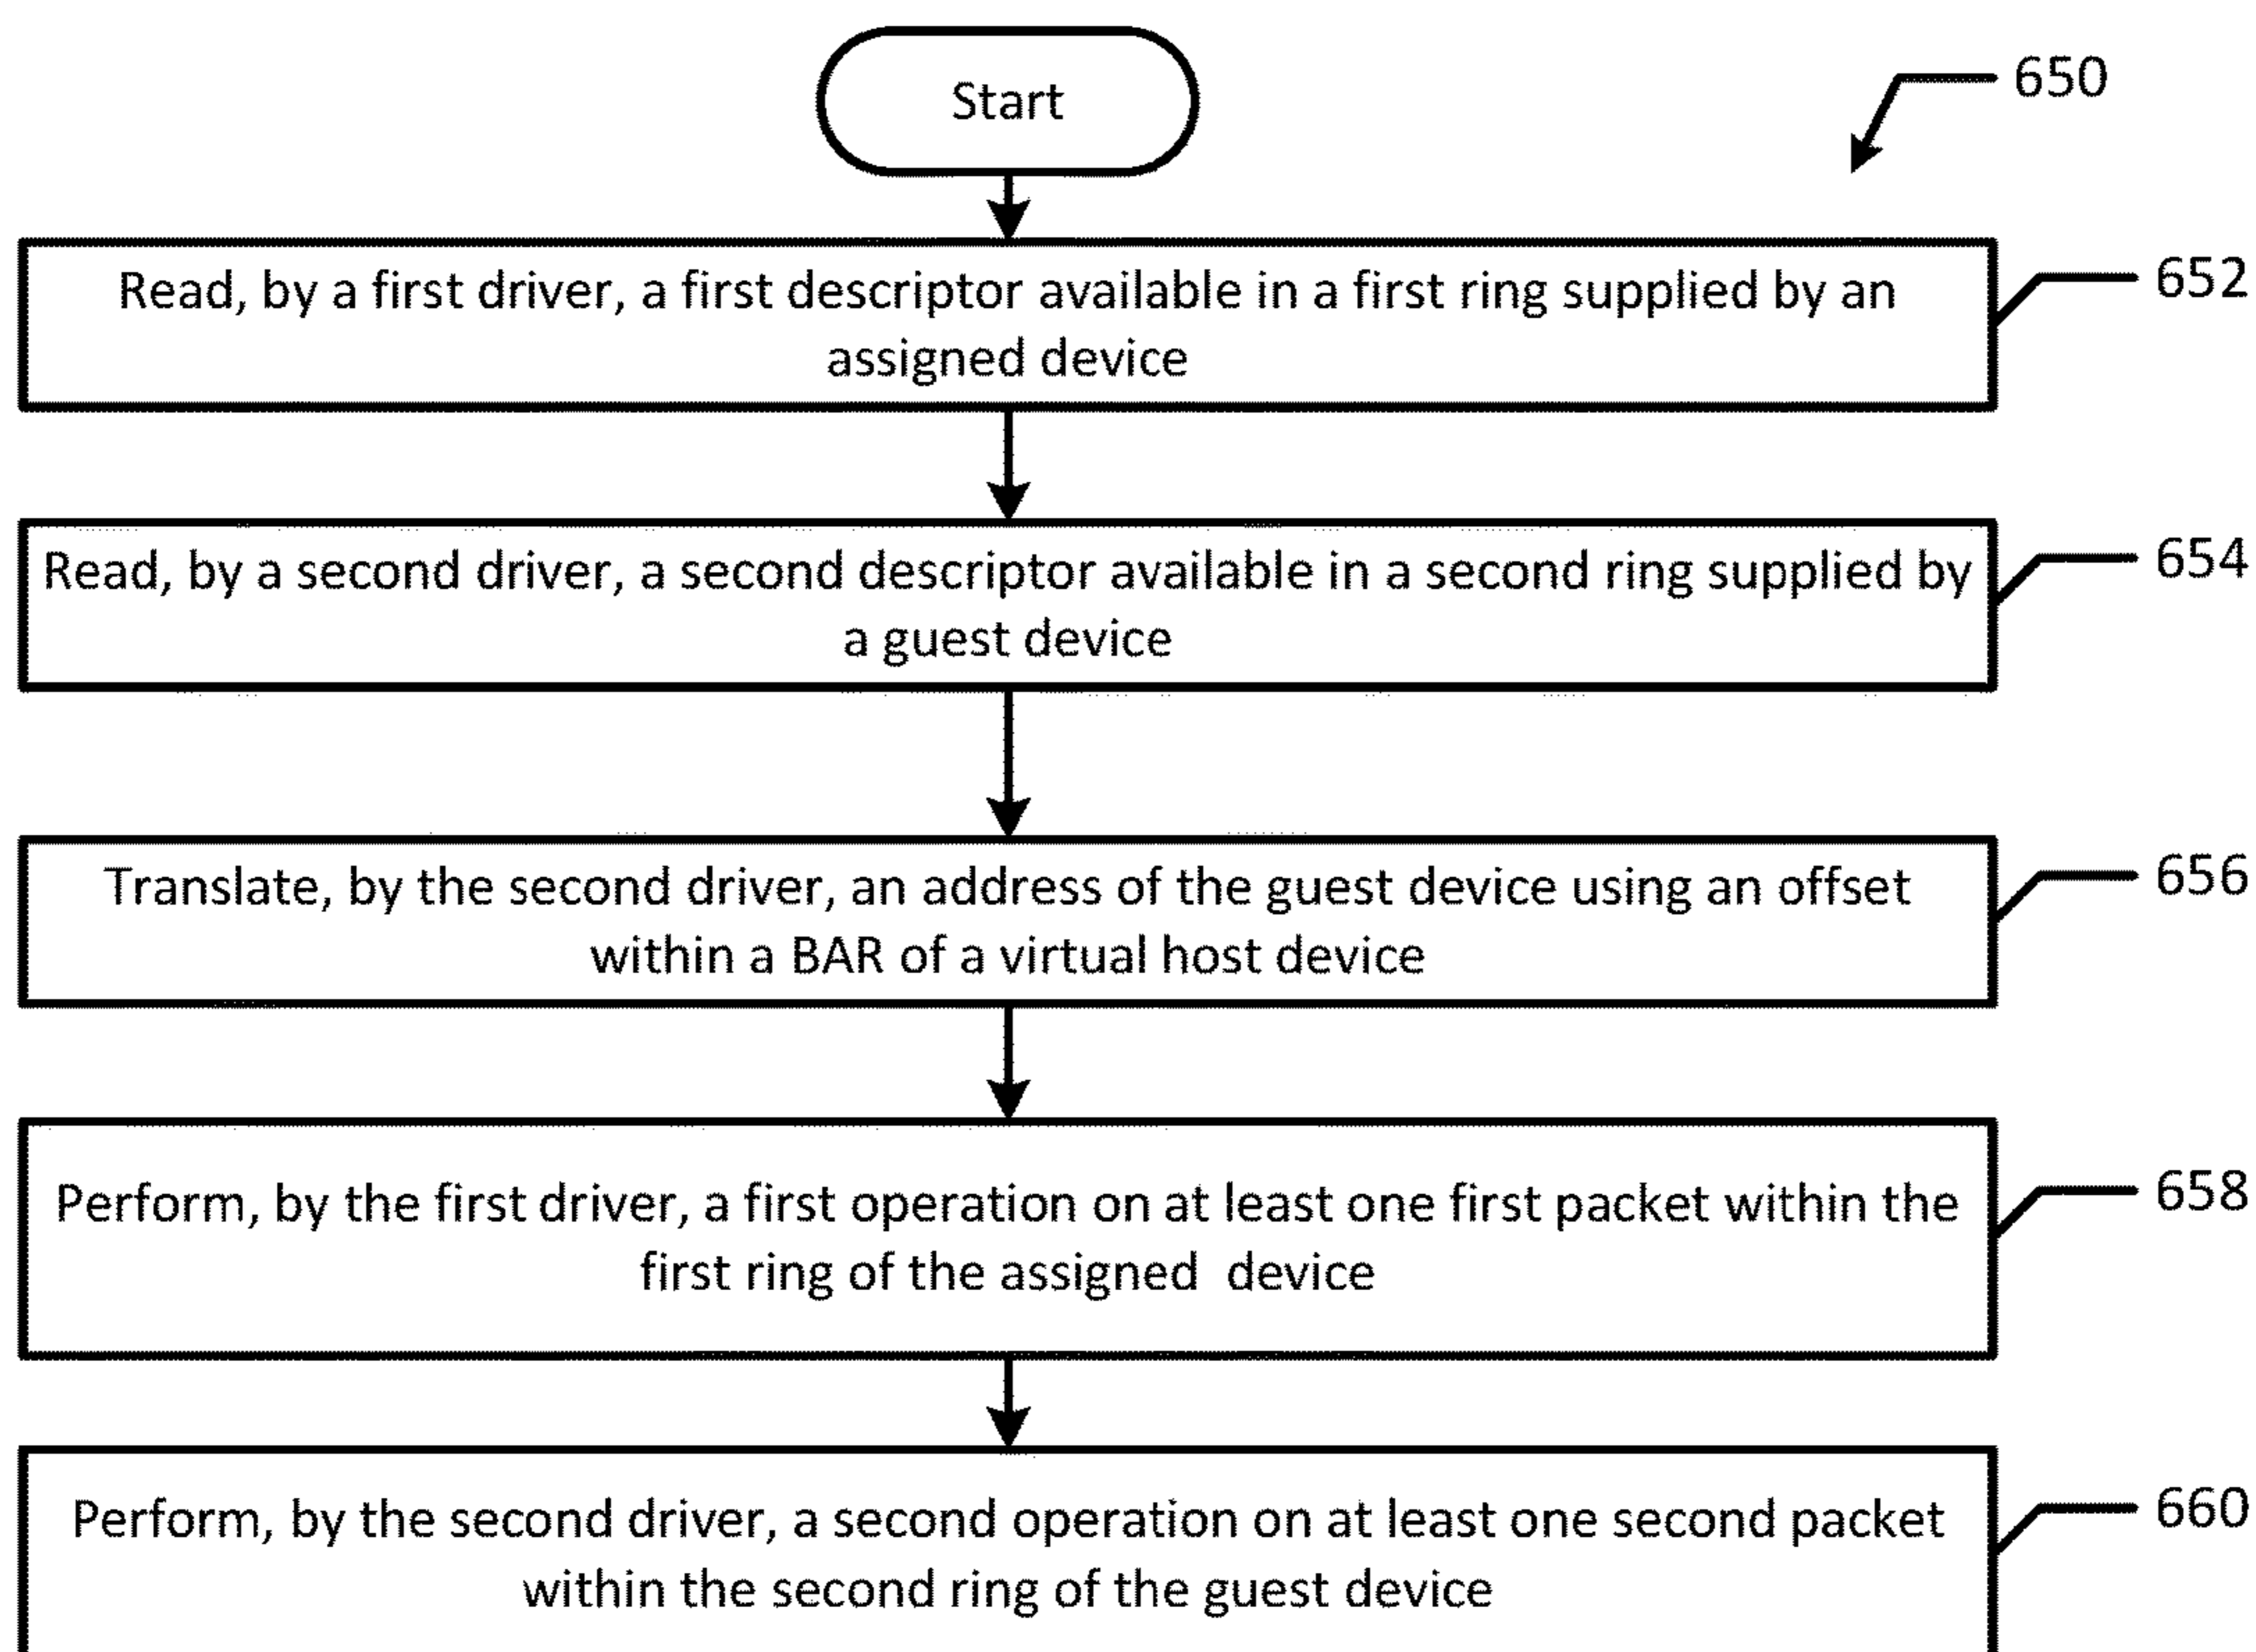 Start
650
Read, by a first driver, a first descriptor available in a first ring supplied by an
assigned device
652
Read, by a second driver, a second descriptor available in a second ring supplied by
a guest device
654
Translate, by the second driver, an address of the guest device using an offset
within a BAR of a virtual host device
656
Perform, by the first driver, a first operation on at least one first packet within the
first ring of the assigned device
658
Perform, by the second driver, a second operation on at least one second packet
within the second ring of the guest device
660